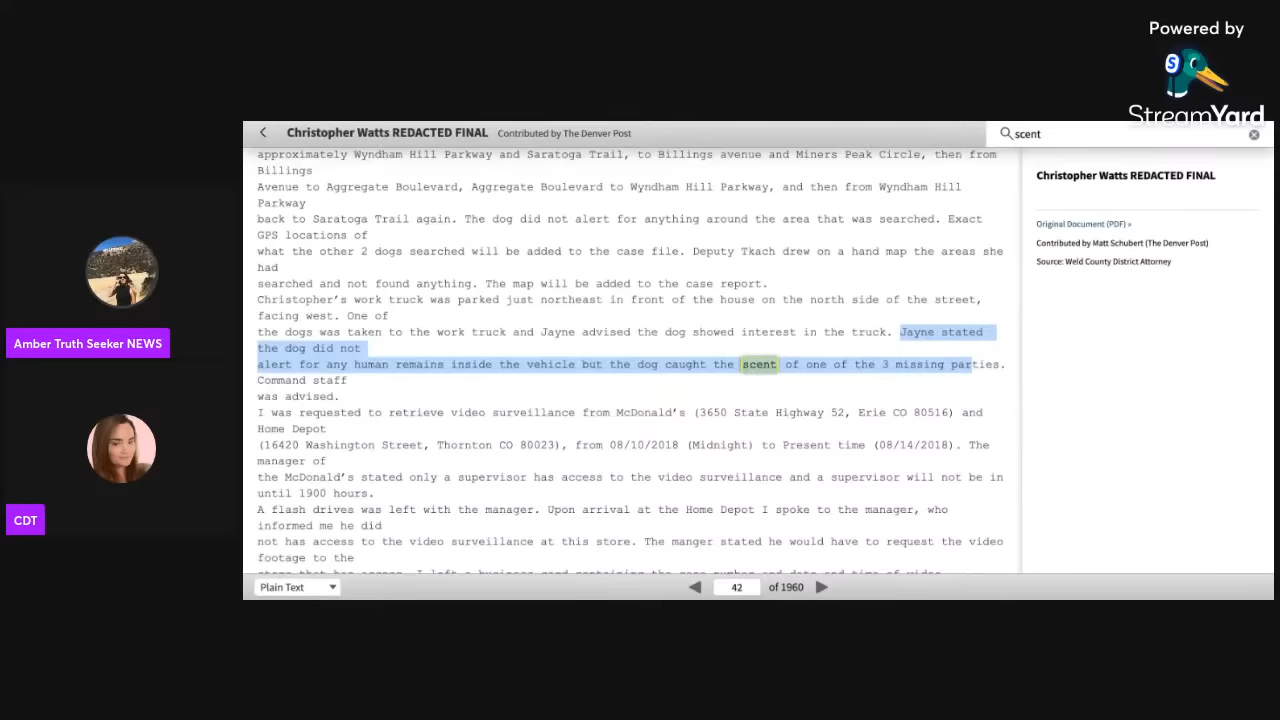 Powered by
S
StreamYard
Christopher Watts REDACTED FINAL Contributed by The Denver Post
scent
approximately Wyndham Hill Parkway and Saratoga Trail, to Billings avenue and Miners Peak Circle, then from
Billings
Avenue to Aggregate Boulevard, Aggregate Boulevard to Wyndham Hill Parkway, and then from Wyndham Hill
Parkway
back to Saratoga Trail again. The dog did not alert for anything around the area that was searched. Exact
GPS locations of
what the other 2 dogs searched will be added to the case file. Deputy Tkach drew on a hand map the areas she
had
searched and not found anything. The map will be added to the case report.
Christopher's work truck was parked just northeast in front of the house on the north side of the street,
facing west. One of
the dogs was taken to the work truck and Jayne advised the dog showed interest in the truck. Jayne stated
the dog did not
alert for any human remains inside the vehicle but the dog caught the scent of one of the 3 missing parties.
Command staff
was advised.
I was requested to retrieve video surveillance from McDonald's (3650 State Highway 52, Erie CO 80516) and
Home Depot
(16420 Washington Street, Thornton CO 80023), from 08/10/2018 (Midnight) to Present time (08/14/2018). The
manager of
the McDonald's stated only a supervisor has access to the video surveillance and a supervisor will not be in
until 1900 hours.
A flash drives was left with the manager. Upon arrival at the Home Depot I spoke to the manager, who
informed me he did
not has access to the video surveillance at this store. The manger stated he would have to request the video
footage to the
Christopher Watts REDACTED FINAL
Original Document (PDF) »
Contributed by Matt Schubert (The Denver Post)
Source: Weld County District Attorney
Amber Truth Seeker NEWS
CDT
Plain Text
42 of 1960